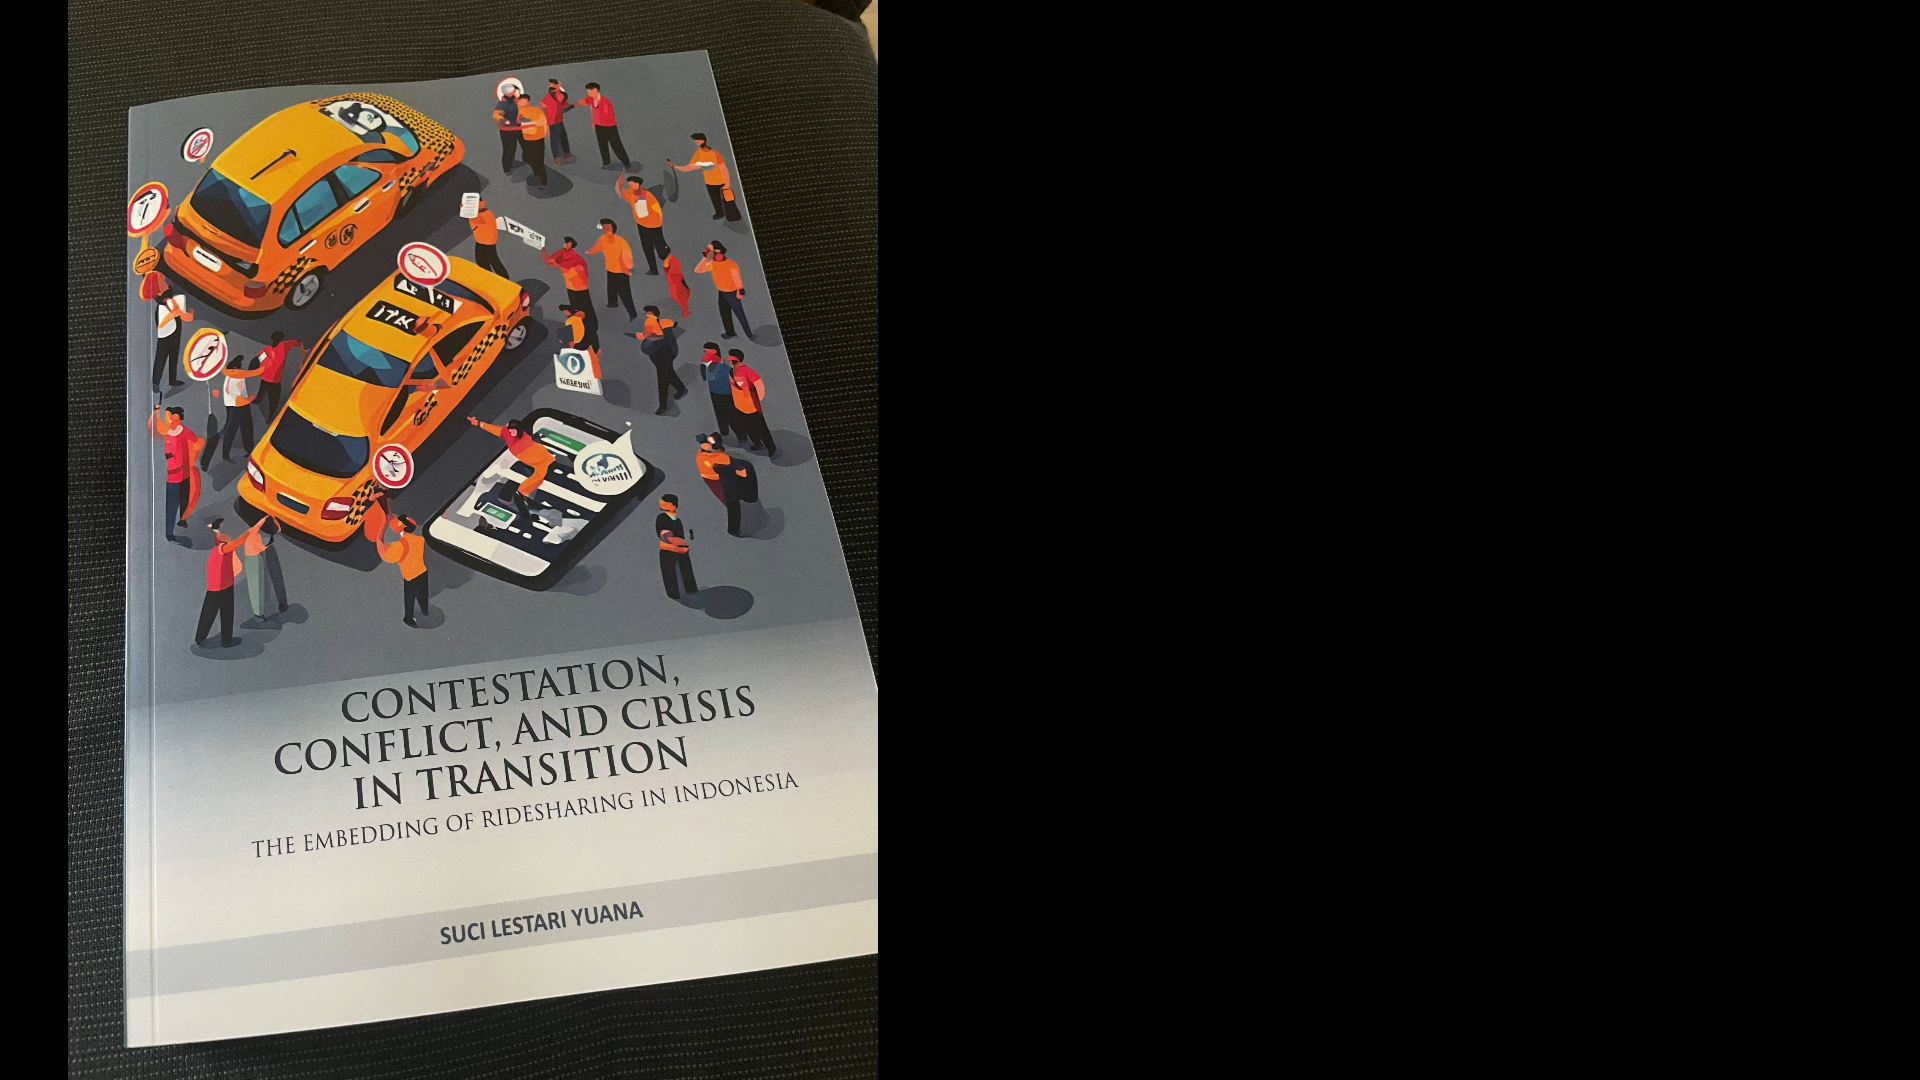 CONTESTATION,
CONFLICT, AND CRISIS
IN TRANSITION
THE EMBEDDING OF RIDESHARING IN INDONESIA
SUCI LESTARI YUANA